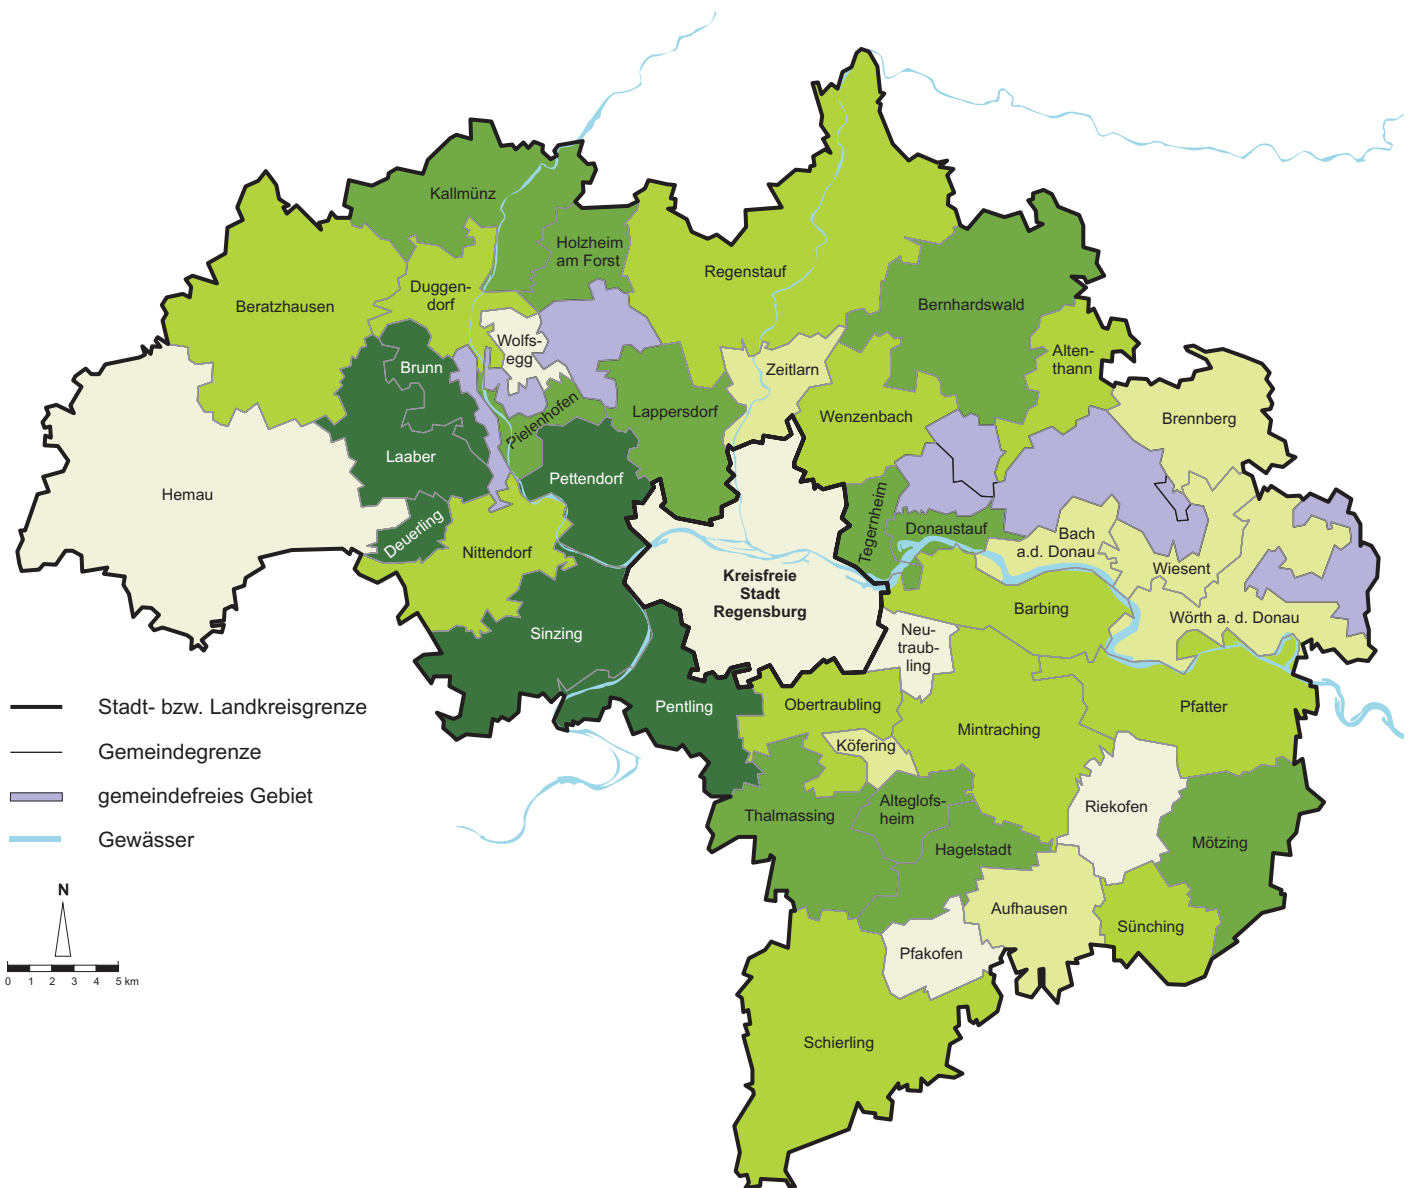 Kallmünz
Holzheim
am Forst
Regenstauf
Duggen-
dorf
Beratzhausen
Bernhardswald
Wolfs-
egg
Brunn
Zeitlarn
Alten-
thann
Pielenhofen
Lappersdorf
Wenzenbach
Brennberg
Laaber
Pettendorf
Hemau
Deuerling
Nittendorf
Tegernheim
Donaustauf
Bach
a.d. Donau
Wiesent
Kreisfreie
Stadt
Regensburg
Barbing
Wörth a. d. Donau
Sinzing
Neu-
traub-
ling
Pentling
Obertraubling
Mintraching
Pfatter
Köfering
Alteglofs-
heim
Thalmassing
Riekofen
Hagelstadt
Mötzing
Aufhausen
Sünching
Pfakofen
Schierling
Stadt- bzw. Landkreisgrenze
Gemeindegrenze
gemeindefreies Gebiet
Gewässer
N
0 1 2 3 4 5 km